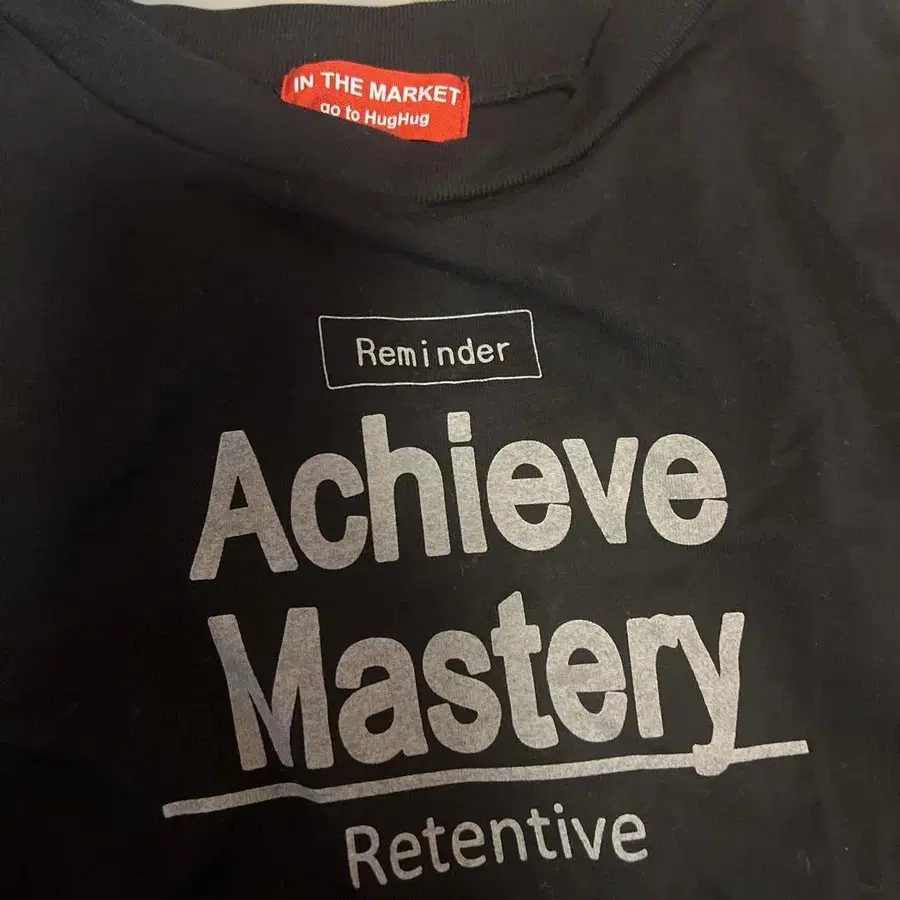 IN THE MARKET
go to HugHug
Reminder
Achieve
Mastery
Retentive